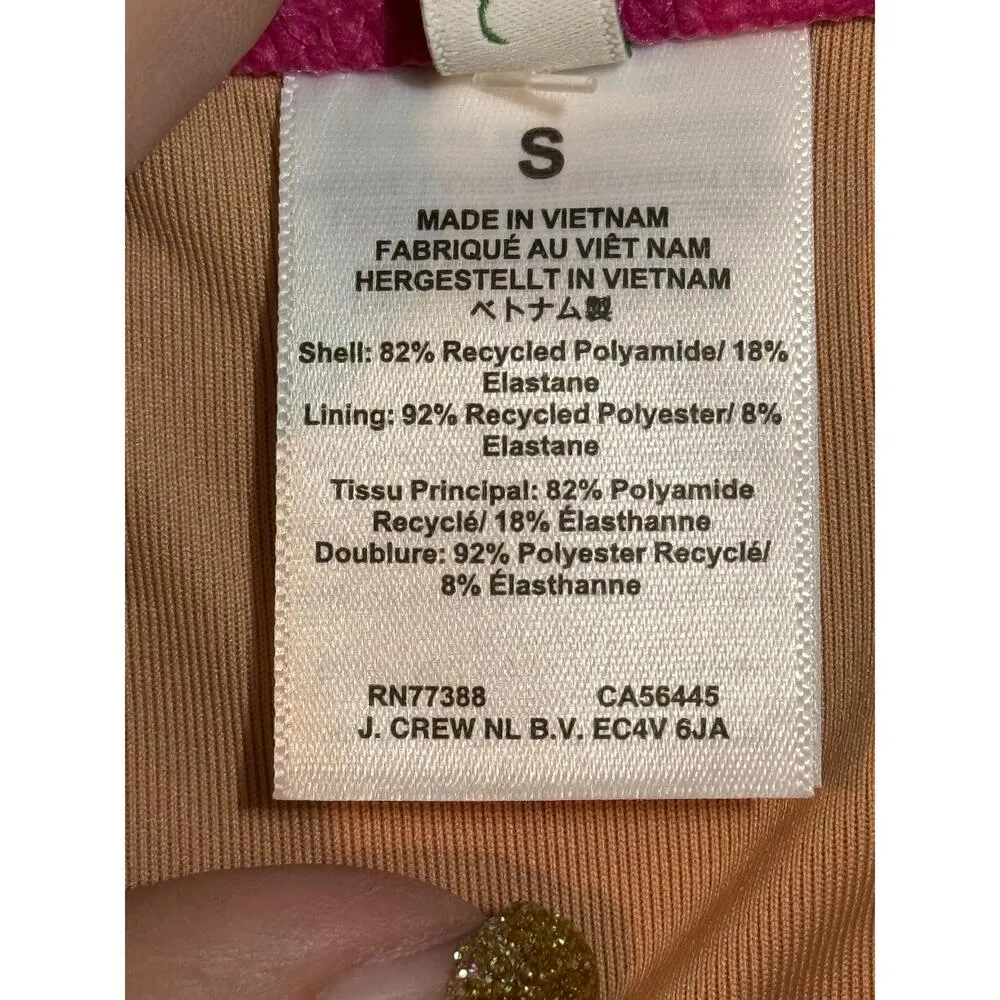 S
MADE IN VIETNAM
FABRIQUÉ AU VIÊT NAM
HERGESTELLT IN VIETNAM
ベトナム製
Shell: 82% Recycled Polyamide/ 18%
Elastane
Lining: 92% Recycled Polyester/ 8%
Elastane
Tissu Principal: 82% Polyamide
Recyclé/ 18% Élasthanne
Doublure: 92% Polyester Recyclé/
8% Élasthanne
RN77388 CA56445
J. CREW NL B.V. EC4V 6JA